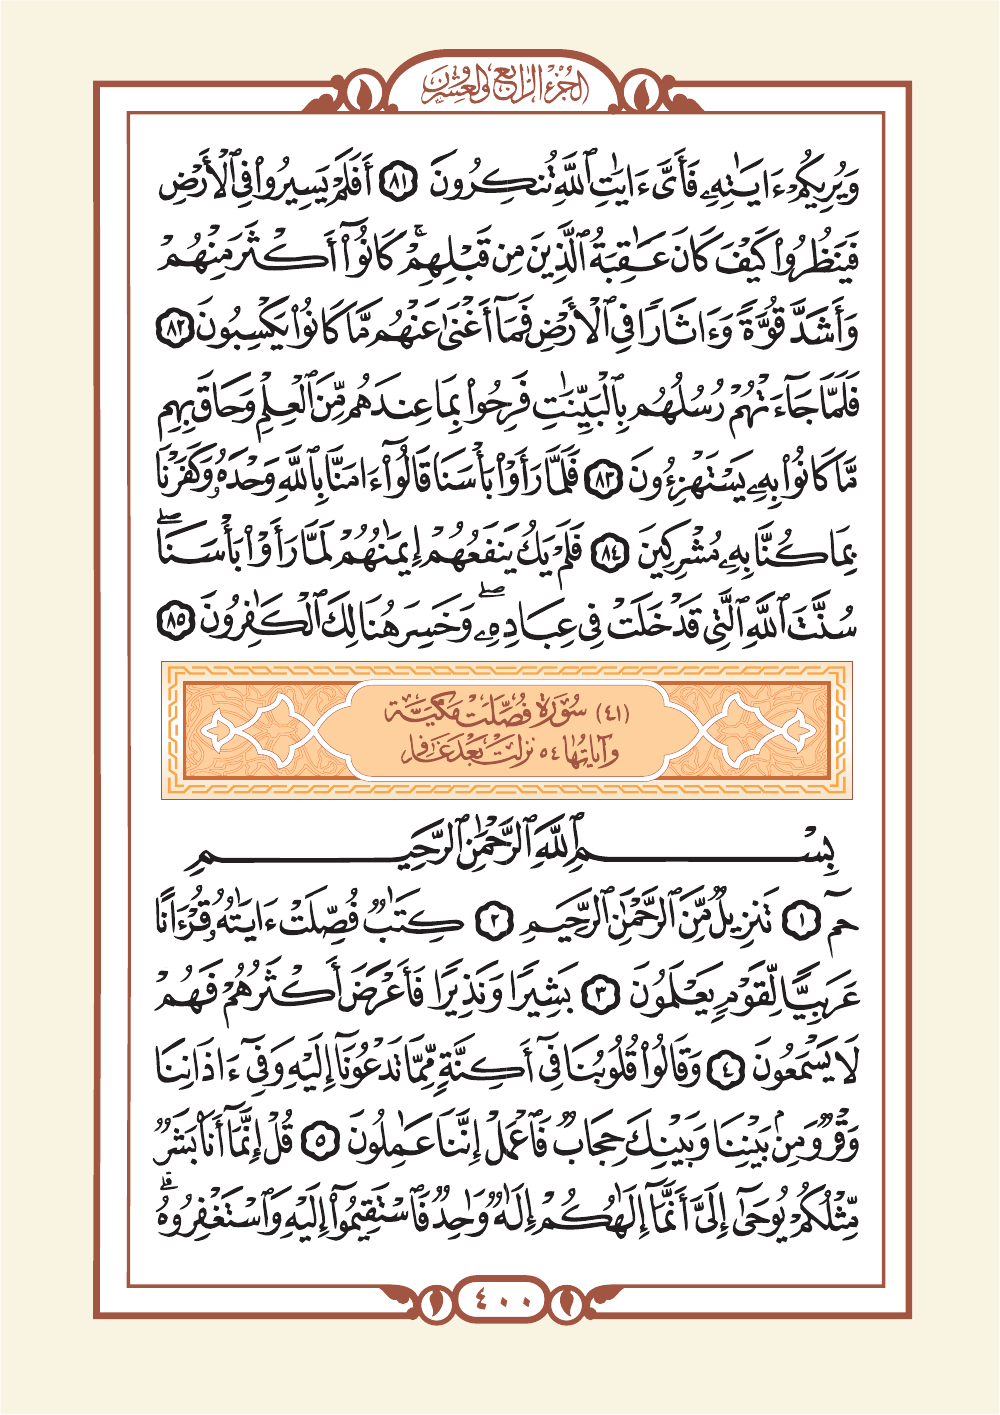 الجزء الرابع والعشرون
وَيُرِيكُمْ ءَايَٰتِهِۦ فَأَىَّ ءَايَٰتِ ٱللَّهِ تُنكِرُونَ ٨١ أَفَلَمْ يَسِيرُوا۟ فِى ٱلْأَرْضِ
فَيَنظُرُوا۟ كَيْفَ كَانَ عَٰقِبَةُ ٱلَّذِينَ مِن قَبْلِهِمْ ۚ كَانُوٓا۟ أَكْثَرَ مِنْهُمْ
وَأَشَدَّ قُوَّةً وَءَاثَارًا فِى ٱلْأَرْضِ فَمَآ أَغْنَىٰ عَنْهُم مَّا كَانُوا۟ يَكْسِبُونَ ٨٢
فَلَمَّا جَآءَتْهُمْ رُسُلُهُم بِٱلْبَيِّنَٰتِ فَرِحُوا۟ بِمَا عِندَهُم مِّنَ ٱلْعِلْمِ وَحَاقَ بِهِم
مَّا كَانُوا۟ بِهِۦ يَسْتَهْزِءُونَ ٨٣ فَلَمَّا رَأَوْا۟ بَأْسَنَا قَالُوٓا۟ ءَامَنَّا بِٱللَّهِ وَحْدَهُۥ وَكَفَرْنَا
بِمَا كُنَّا بِهِۦ مُشْرِكِينَ ٨٤ فَلَمْ يَكُ يَنفَعُهُمْ إِيمَٰنُهُمْ لَمَّا رَأَوْا۟ بَأْسَنَا ۖ
سُنَّتَ ٱللَّهِ ٱلَّتِى قَدْ خَلَتْ فِى عِبَادِهِۦ ۖ وَخَسِرَ هُنَالِكَ ٱلْكَٰفِرُونَ ٨٥
(٤١) سُورَة فُصِّلَت مَكيَّة
وآياتها ٥٤ نزلت بعد غافر
بِسْمِ ٱللَّهِ ٱلرَّحْمَٰنِ ٱلرَّحِيمِ
حمٓ ١ تَنزِيلٌ مِّنَ ٱلرَّحْمَٰنِ ٱلرَّحِيمِ ٢ كِتَٰبٌ فُصِّلَتْ ءَايَٰتُهُۥ قُرْءَانًا
عَرَبِيًّا لِّقَوْمٍ يَعْلَمُونَ ٣ بَشِيرًا وَنَذِيرًا فَأَعْرَضَ أَكْثَرُهُمْ فَهُمْ
لَا يَسْمَعُونَ ٤ وَقَالُوا۟ قُلُوبُنَا فِىٓ أَكِنَّةٍ مِّمَّا تَدْعُونَآ إِلَيْهِ وَفِىٓ ءَاذَانِنَا
وَقْرٌ وَمِنۢ بَيْنِنَا وَبَيْنِكَ حِجَابٌ فَٱعْمَلْ إِنَّنَا عَٰمِلُونَ ٥ قُلْ إِنَّمَآ أَنَا۠ بَشَرٌ
مِّثْلُكُمْ يُوحَىٰٓ إِلَىَّ أَنَّمَآ إِلَٰهُكُمْ إِلَٰهٌ وَٰحِدٌ فَٱسْتَقِيمُوٓا۟ إِلَيْهِ وَٱسْتَغْفِرُوهُ ۗ
٤٠٠